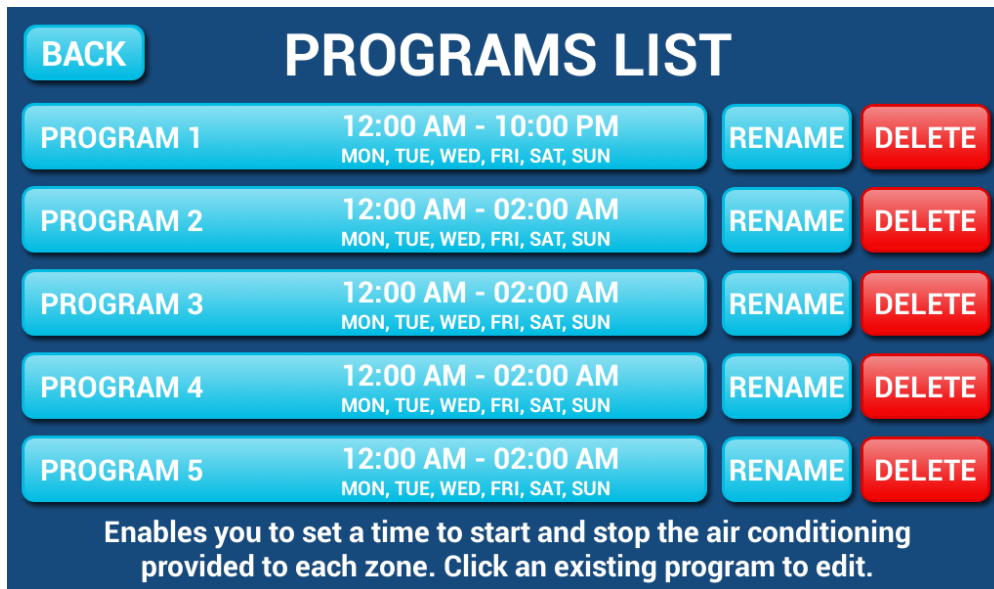 BACK
PROGRAMS LIST
PROGRAM 1
12:00 AM - 10:00 PM
MON, TUE, WED, FRI, SAT, SUN
RENAME
DELETE
PROGRAM 2
12:00 AM - 02:00 AM
MON, TUE, WED, FRI, SAT, SUN
RENAME
DELETE
PROGRAM 3
12:00 AM - 02:00 AM
MON, TUE, WED, FRI, SAT, SUN
RENAME
DELETE
PROGRAM 4
12:00 AM - 02:00 AM
MON, TUE, WED, FRI, SAT, SUN
RENAME
DELETE
PROGRAM 5
12:00 AM - 02:00 AM
MON, TUE, WED, FRI, SAT, SUN
RENAME
DELETE
Enables you to set a time to start and stop the air conditioning
provided to each zone. Click an existing program to edit.